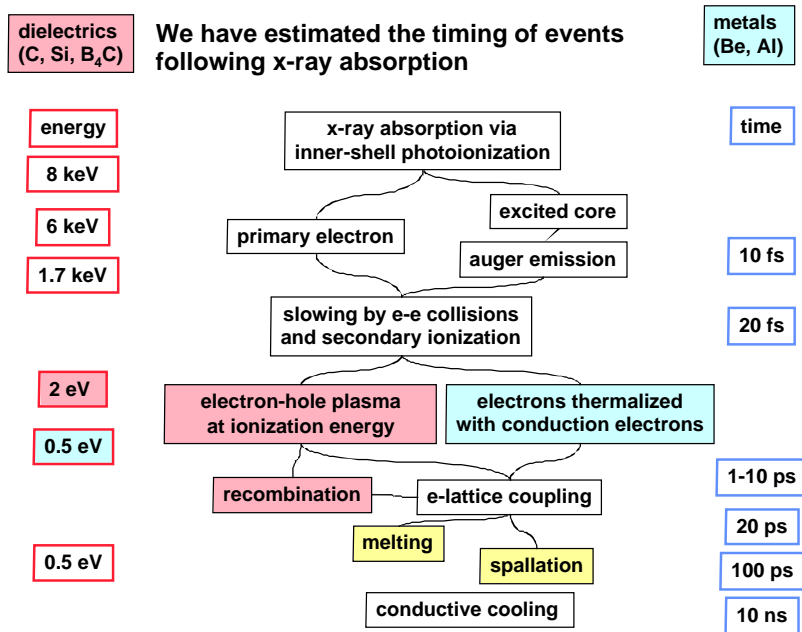 dielectrics
(C, Si, B₄C)
We have estimated the timing of events
following x-ray absorption
metals
(Be, Al)
energy
x-ray absorption via
inner-shell photoionization
time
8 keV
excited core
6 keV
primary electron
auger emission
10 fs
1.7 keV
slowing by e-e collisions
and secondary ionization
20 fs
2 eV
electron-hole plasma
at ionization energy
electrons thermalized
with conduction electrons
0.5 eV
recombination
e-lattice coupling
1-10 ps
melting
20 ps
0.5 eV
spallation
100 ps
conductive cooling
10 ns